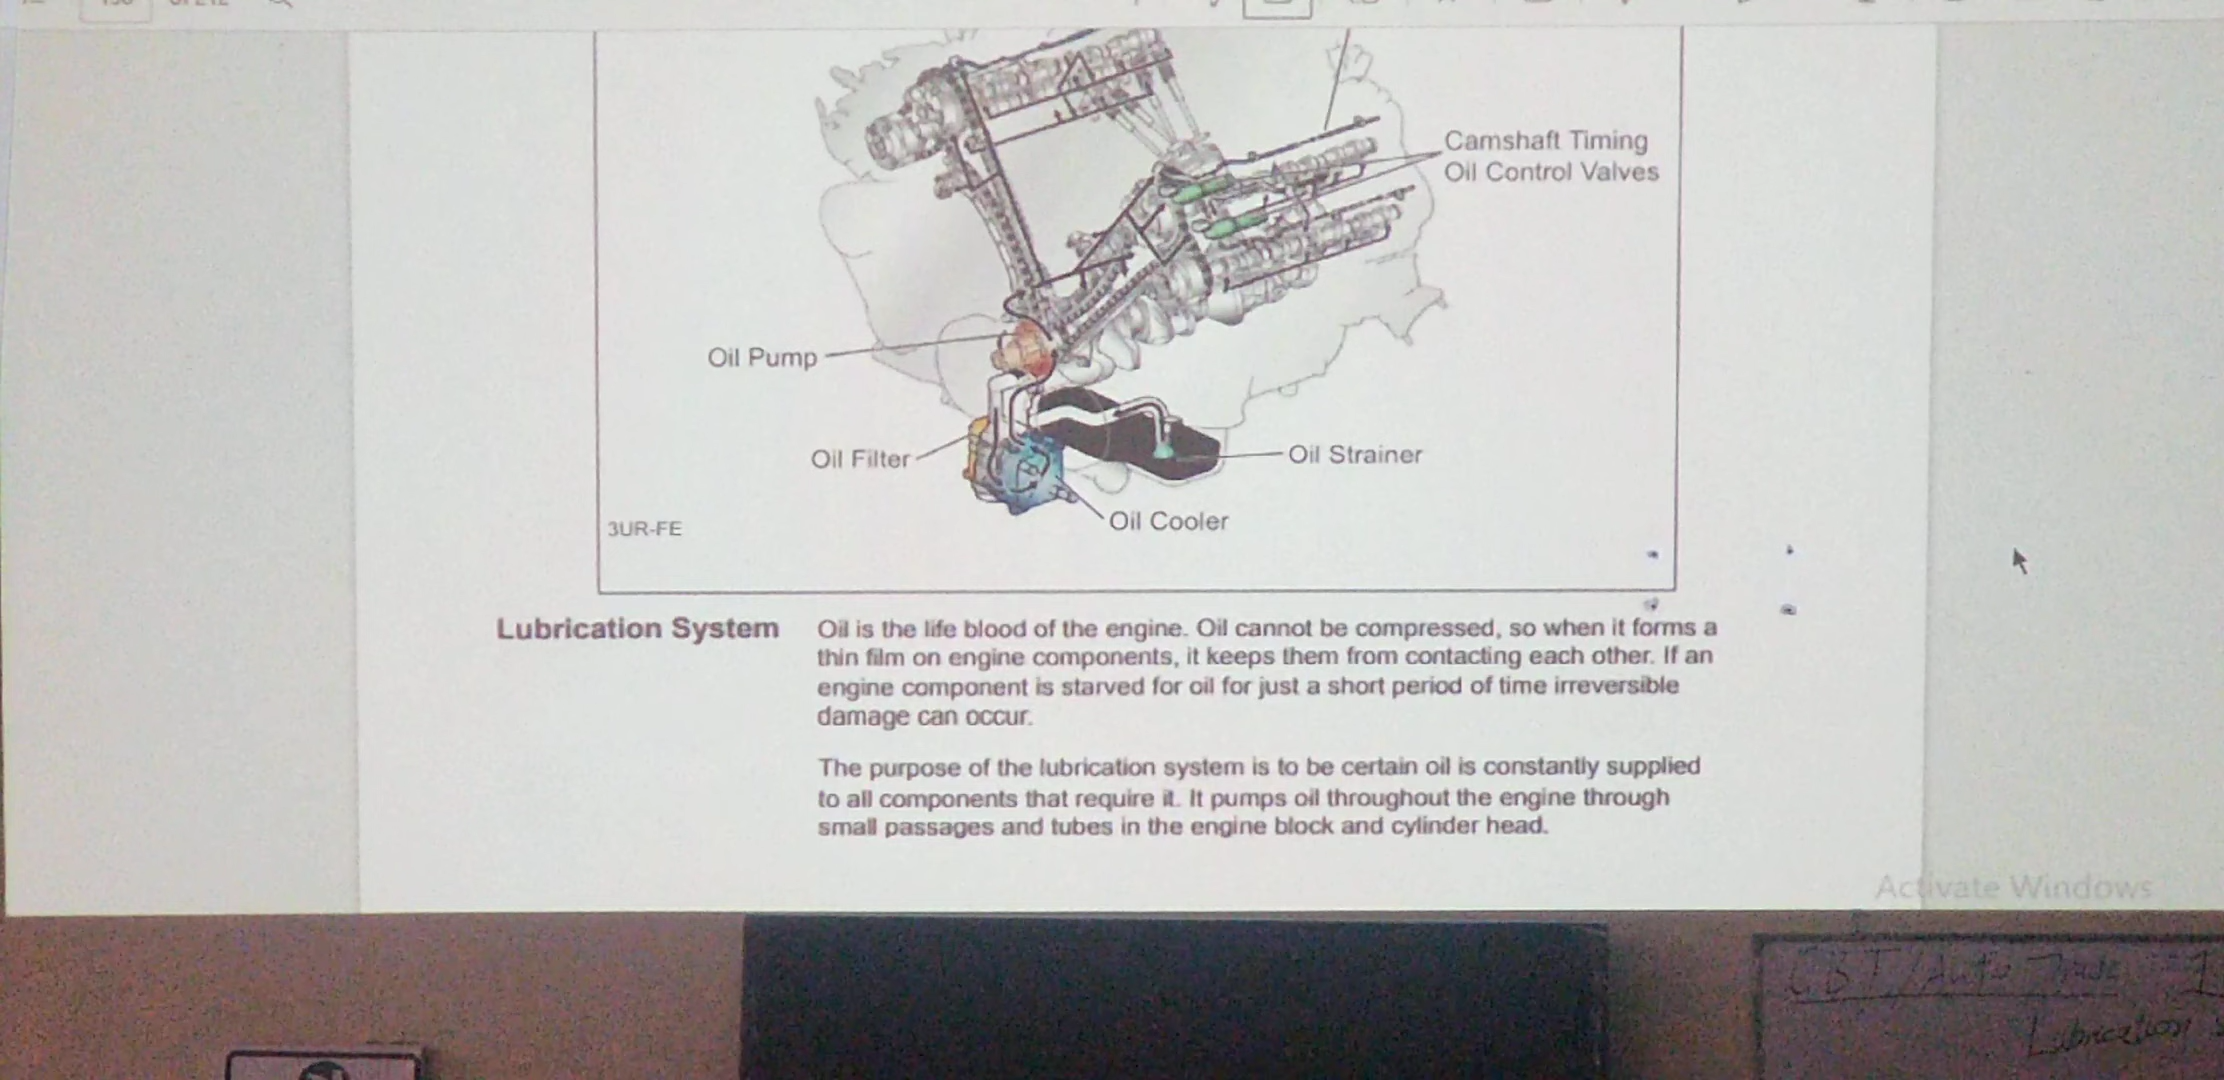 Camshaft Timing
Oil Control Valves
Oil Pump
Oil Filter
Oil Strainer
Oil Cooler
3UR-FE
Lubrication System
Oil is the life blood of the engine. Oil cannot be compressed, so when it forms a
thin film on engine components, it keeps them from contacting each other. If an
engine component is starved for oil for just a short period of time irreversible
damage can occur.
The purpose of the lubrication system is to be certain oil is constantly supplied
to all components that require it. It pumps oil throughout the engine through
small passages and tubes in the engine block and cylinder head.
Activate Windows
CBT/Auto Trade
Lubrication